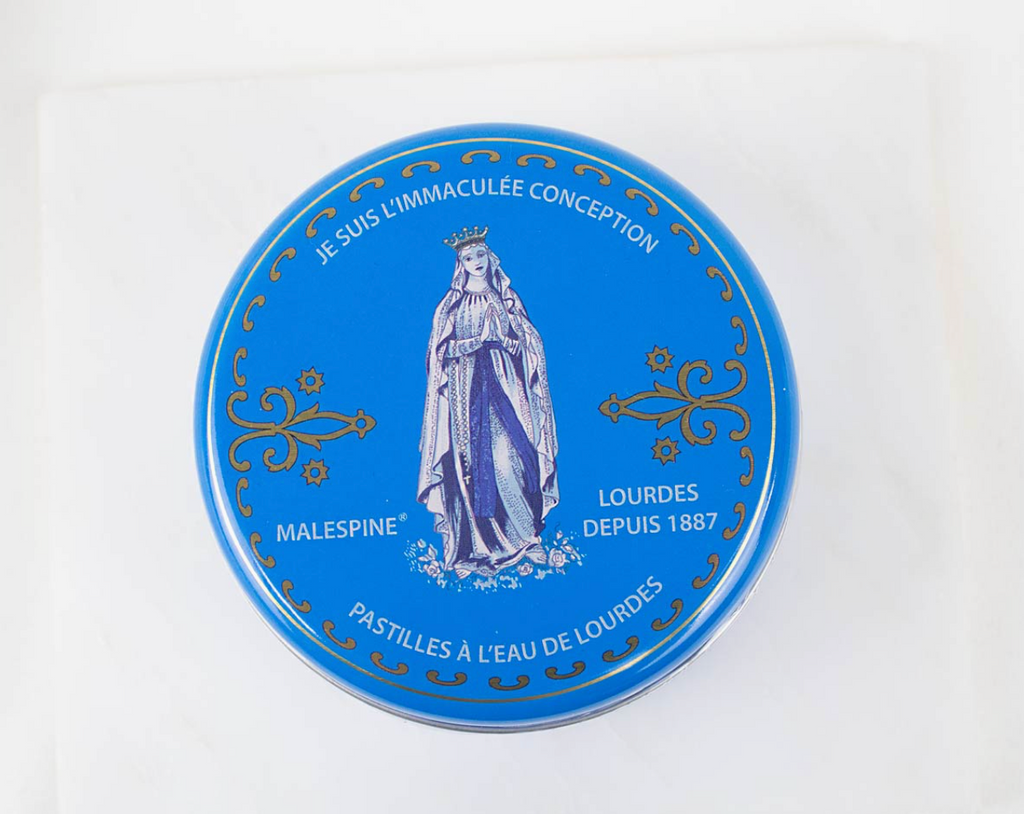 JE SUIS L'IMMACULÉE CONCEPTION
MALESPINE®
LOURDES
DEPUIS 1887
PASTILLES À L'EAU DE LOURDES